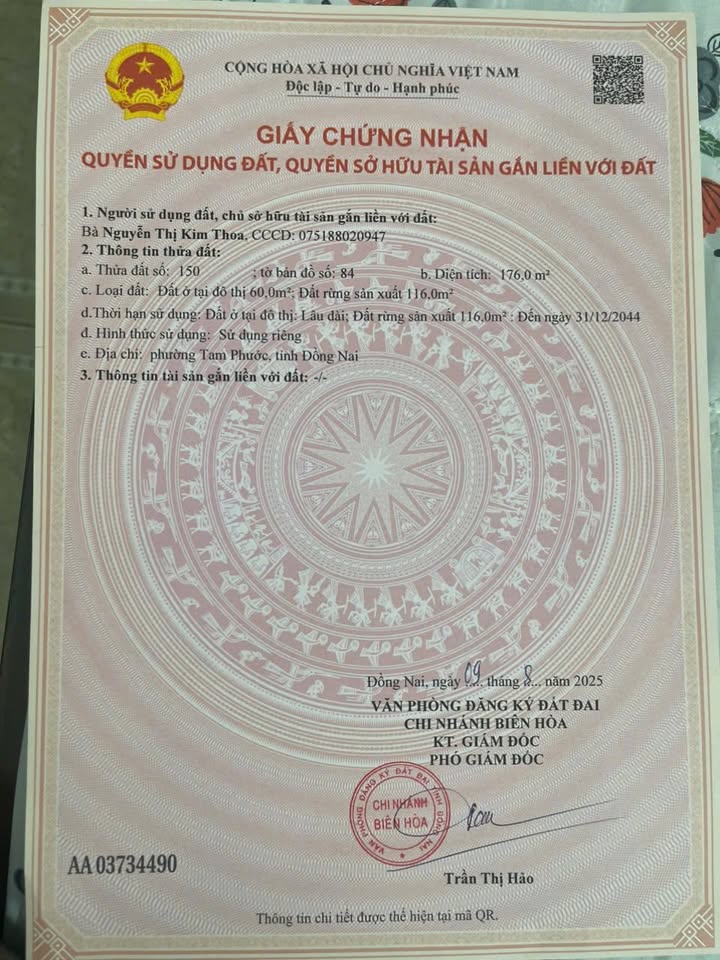 CỘNG HÒA XÃ HỘI CHỦ NGHĨA VIỆT NAM
Độc lập - Tự do - Hạnh phúc
GIẤY CHỨNG NHẬN
QUYỀN SỬ DỤNG ĐẤT, QUYỀN SỞ HỮU TÀI SẢN GẮN LIỀN VỚI ĐẤT
1. Người sử dụng đất, chủ sở hữu tài sản gắn liền với đất:
Bà Nguyễn Thị Kim Thoa, CCCD: 075188020947
2. Thông tin thửa đất:
a. Thửa đất số: 150 ; tờ bản đồ số: 84 b. Diện tích: 176,0 m²
c. Loại đất: Đất ở tại đô thị 60,0m²; Đất rừng sản xuất 116,0m²
d.Thời hạn sử dụng: Đất ở tại đô thị: Lâu dài; Đất rừng sản xuất 116,0m² : Đến ngày 31/12/2044
đ. Hình thức sử dụng: Sử dụng riêng
e. Địa chỉ: phường Tam Phước, tỉnh Đồng Nai
3. Thông tin tài sản gắn liền với đất: -/-
Đồng Nai, ngày 09 tháng 8 năm 2025
VĂN PHÒNG ĐĂNG KÝ ĐẤT ĐAI
CHI NHÁNH BIÊN HÒA
KT. GIÁM ĐỐC
PHÓ GIÁM ĐỐC
VĂN PHÒNG ĐĂNG KÝ ĐẤT ĐAI TỈNH ĐỒNG NAI
CHI NHÁNH
BIÊN HÒA
AA 03734490
Trần Thị Hảo
Thông tin chi tiết được thể hiện tại mã QR.